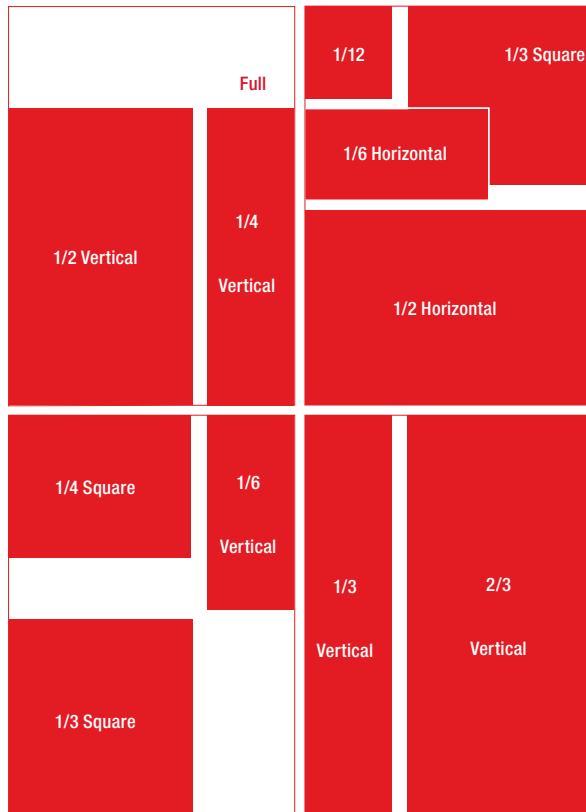 Full
1/2 Vertical
1/4
Vertical
1/12
1/3 Square
1/6 Horizontal
1/2 Horizontal
1/4 Square
1/6
Vertical
1/3 Square
1/3
Vertical
2/3
Vertical